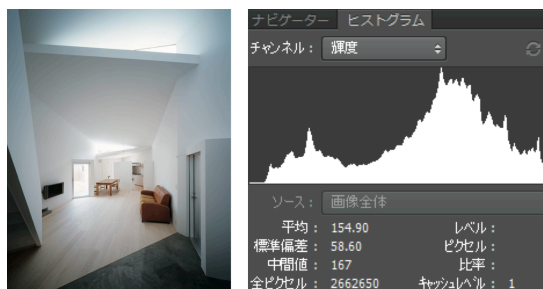 ナビゲーター ヒストグラム
チャンネル： 輝度
ソース： 画像全体
平均： 154.90 レベル：
標準偏差： 58.60 ピクセル：
中間値： 167 比率：
全ピクセル： 2662650 キャッシュレベル： 1